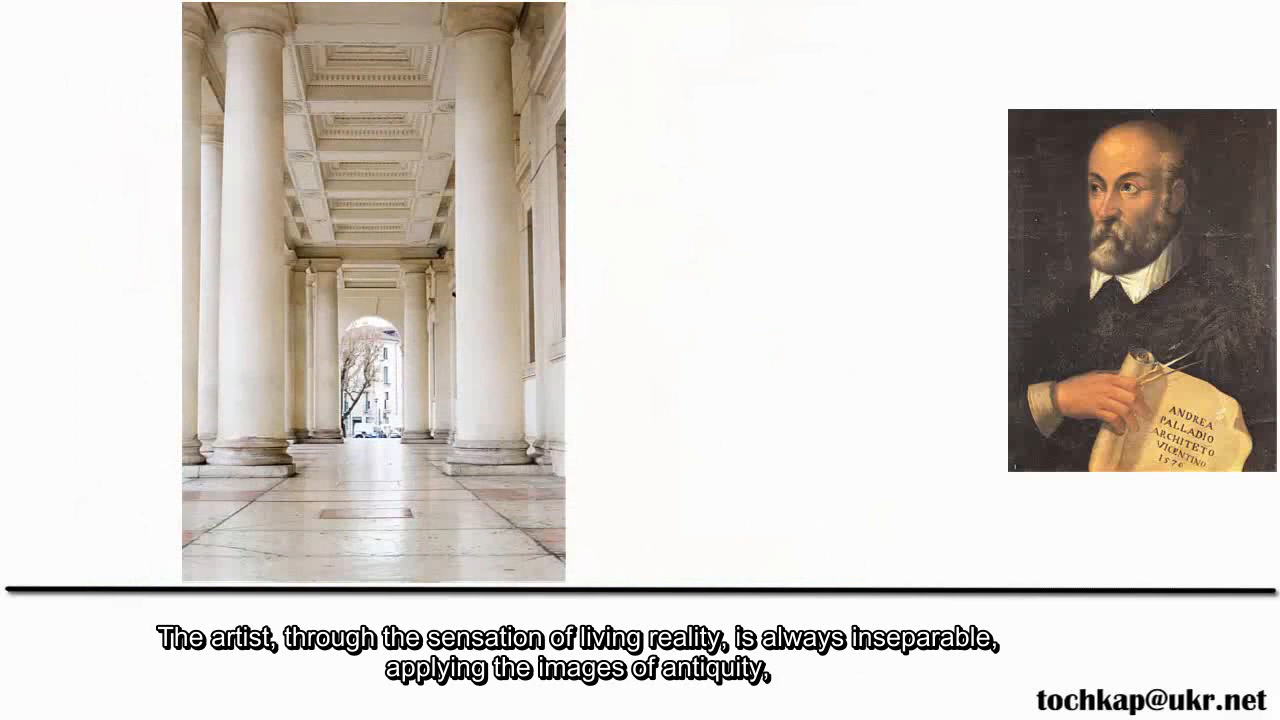 ANDREA
PALLADIO
ARCHITETO
VICENTINO
1570
The artist, through the sensation of living reality, is always inseparable,
applying the images of antiquity,
tochkap@ukr.net